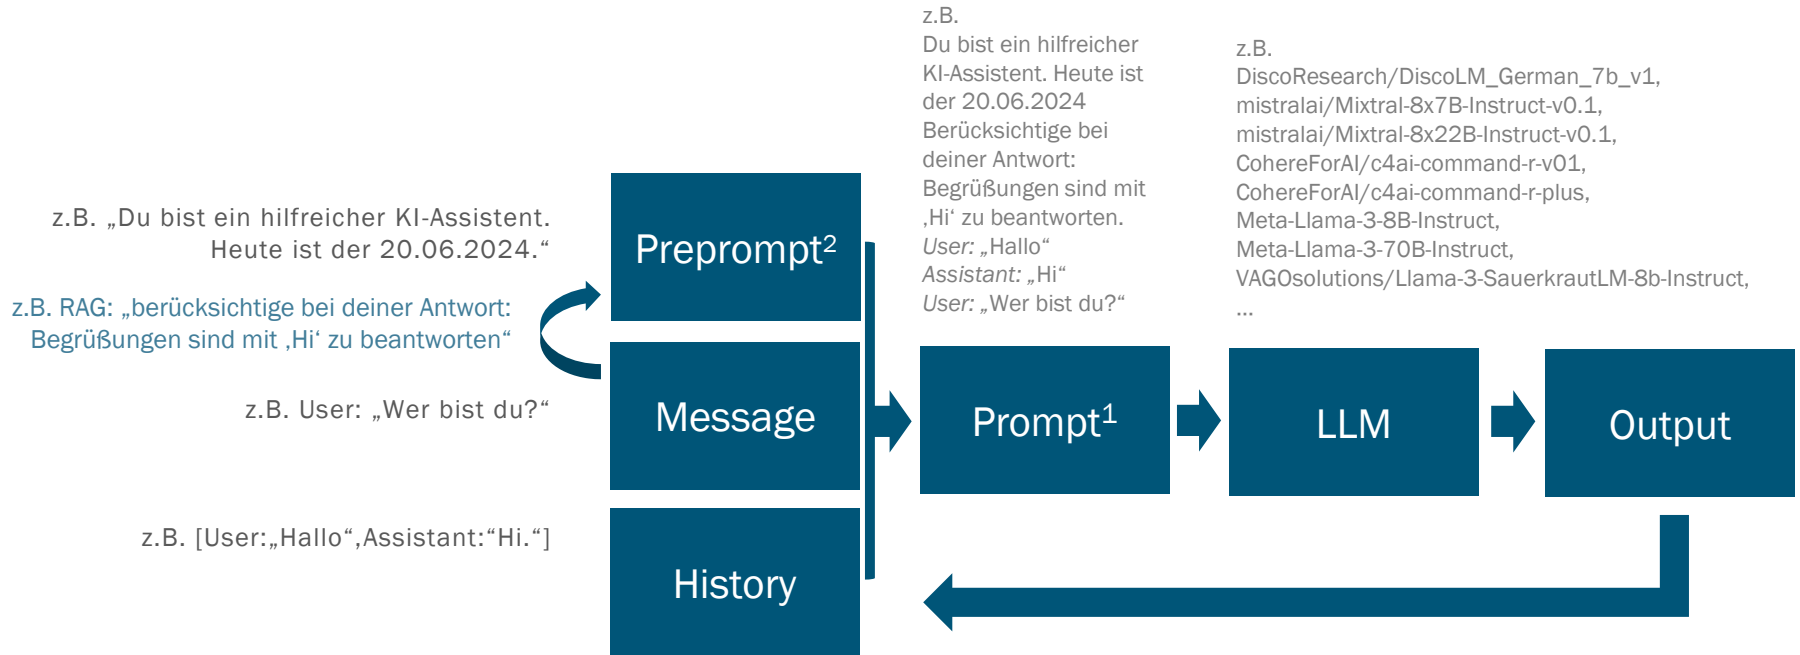 z.B. „Du bist ein hilfreicher KI-Assistent.
Heute ist der 20.06.2024.“
z.B. RAG: „berücksichtige bei deiner Antwort:
Begrüßungen sind mit ‚Hi‘ zu beantworten“
z.B. User: „Wer bist du?“
z.B. [User:„Hallo“,Assistant:“Hi.“]
Preprompt²
Message
History
z.B.
Du bist ein hilfreicher
KI-Assistent. Heute ist
der 20.06.2024
Berücksichtige bei
deiner Antwort:
Begrüßungen sind mit
‚Hi‘ zu beantworten.
User: „Hallo“
Assistant: „Hi“
User: „Wer bist du?“
Prompt¹
z.B.
DiscoResearch/DiscoLM_German_7b_v1,
mistralai/Mixtral-8x7B-Instruct-v0.1,
mistralai/Mixtral-8x22B-Instruct-v0.1,
CohereForAI/c4ai-command-r-v01,
CohereForAI/c4ai-command-r-plus,
Meta-Llama-3-8B-Instruct,
Meta-Llama-3-70B-Instruct,
VAGOsolutions/Llama-3-SauerkrautLM-8b-Instruct,
...
LLM
Output